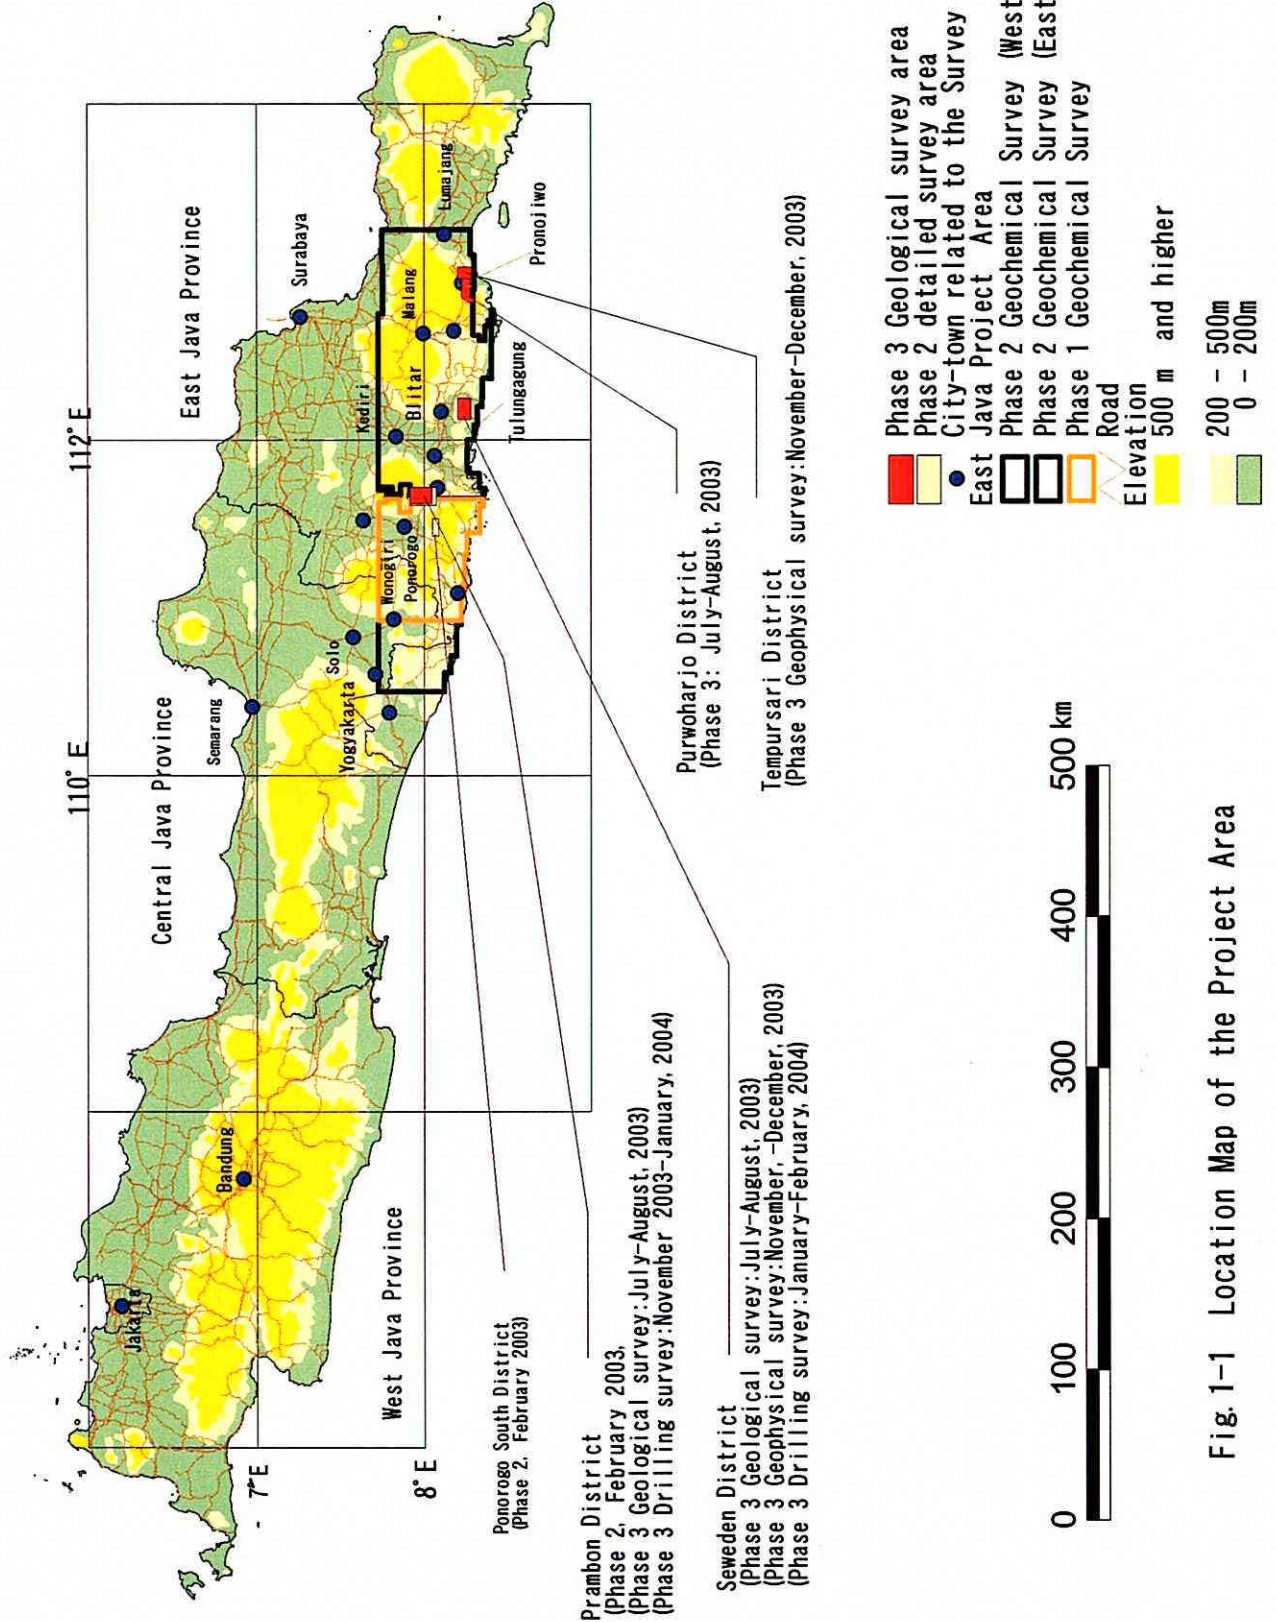 112° E
110° E
7° E
8° E
East Java Province
Central Java Province
West Java Province
Surabaya
Lumajang
Malang
Pronojiwo
Kediri
Blitar
Tulungagung
Wonogiri
Ponorogo
Solo
Yogyakarta
Semarang
Bandung
Jakarta
Ponorogo South District
(Phase 2, February 2003)
Prambon District
(Phase 2, February 2003,
(Phase 3 Geological survey:July-August, 2003)
(Phase 3 Drilling survey:November 2003-January, 2004)
Seweden District
(Phase 3 Geological survey:July-August, 2003)
(Phase 3 Geophysical survey:November,-December, 2003)
(Phase 3 Drilling survey:January-February, 2004)
Purwoharjo District
(Phase 3: July-August, 2003)
Tempursari District
(Phase 3 Geophysical survey:November-December, 2003)
Phase 3 Geological survey area
Phase 2 detailed survey area
City-town related to the Survey
East Java Project Area
Phase 2 Geochemical Survey (West
Phase 2 Geochemical Survey (East
Phase 1 Geochemical Survey
Road
Elevation
500 m and higher
200 - 500m
0 - 200m
0 100 200 300 400 500 km
Fig.1-1 Location Map of the Project Area